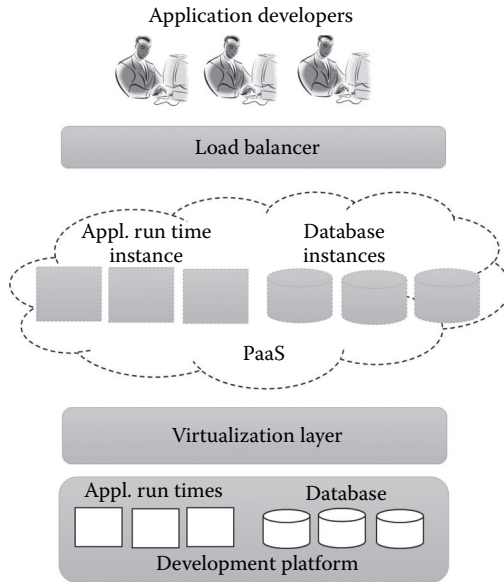 Application developers
Load balancer
Appl. run time
instance
Database
instances
PaaS
Virtualization layer
Appl. run times
Database
Development platform